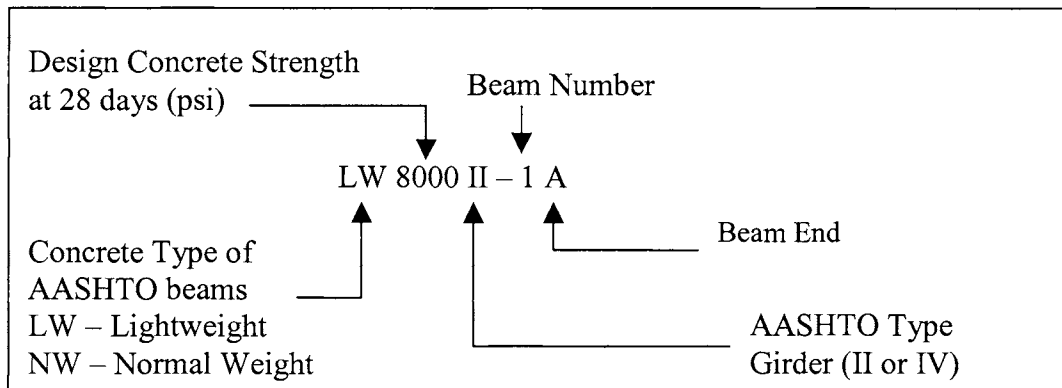 Design Concrete Strength
at 28 days (psi)
Beam Number
LW 8000 II – 1 A
Beam End
Concrete Type of
AASHTO beams
LW – Lightweight
NW – Normal Weight
AASHTO Type
Girder (II or IV)